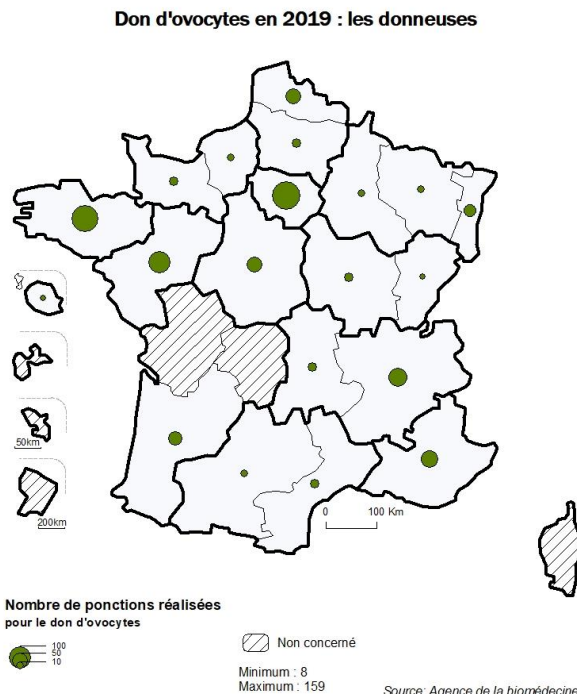 Don d'ovocytes en 2019 : les donneuses
50km
200km
0 100 Km
Nombre de ponctions réalisées
pour le don d'ovocytes
100
50
10
Non concerné
Minimum : 8
Maximum : 159
Source: Agence de la biomédecine